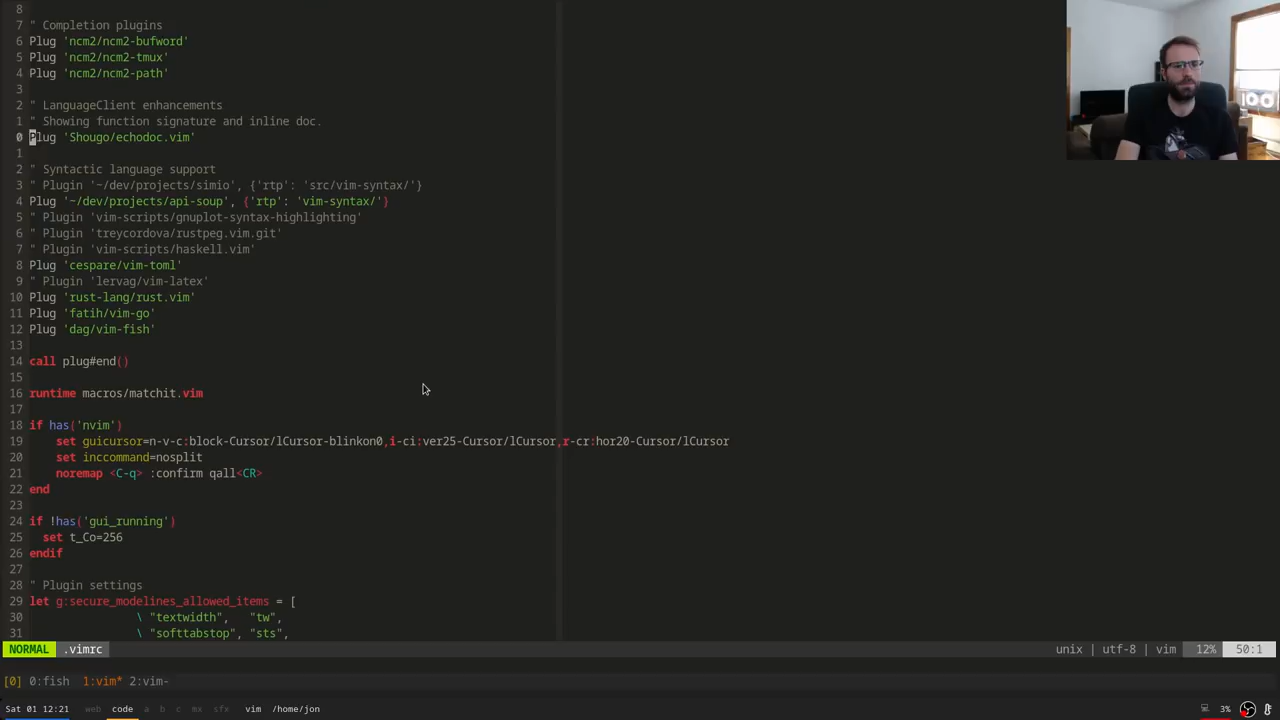 8
7 " Completion plugins
6 Plug 'ncm2/ncm2-bufword'
5 Plug 'ncm2/ncm2-tmux'
4 Plug 'ncm2/ncm2-path'
3
2 " LanguageClient enhancements
1 " Showing function signature and inline doc.
0 Plug 'Shougo/echodoc.vim'
1
2 " Syntactic language support
3 " Plugin '~/dev/projects/simio', {'rtp': 'src/vim-syntax/'}
4 Plug '~/dev/projects/api-soup', {'rtp': 'vim-syntax/'}
5 " Plugin 'vim-scripts/gnuplot-syntax-highlighting'
6 " Plugin 'treycordova/rustpeg.vim.git'
7 " Plugin 'vim-scripts/haskell.vim'
8 Plug 'cespare/vim-toml'
9 " Plugin 'lervag/vim-latex'
10 Plug 'rust-lang/rust.vim'
11 Plug 'fatih/vim-go'
12 Plug 'dag/vim-fish'
13
14 call plug#end()
15
16 runtime macros/matchit.vim
17
18 if has('nvim')
19 set guicursor=n-v-c:block-Cursor/lCursor-blinkon0,i-ci:ver25-Cursor/lCursor,r-cr:hor20-Cursor/lCursor
20 set inccommand=nosplit
21 noremap <C-q> :confirm qall<CR>
22 end
23
24 if !has('gui_running')
25 set t_Co=256
26 endif
27
28 " Plugin settings
29 let g:secure_modelines_allowed_items = [
30 \ "textwidth", "tw",
31 \ "softtabstop", "sts",
NORMAL .vimrc unix | utf-8 | vim 12% 50:1
[0] 0:fish 1:vim* 2:vim-
Sat 01 12:21 web code a b c mx sfx vim /home/jon 3%